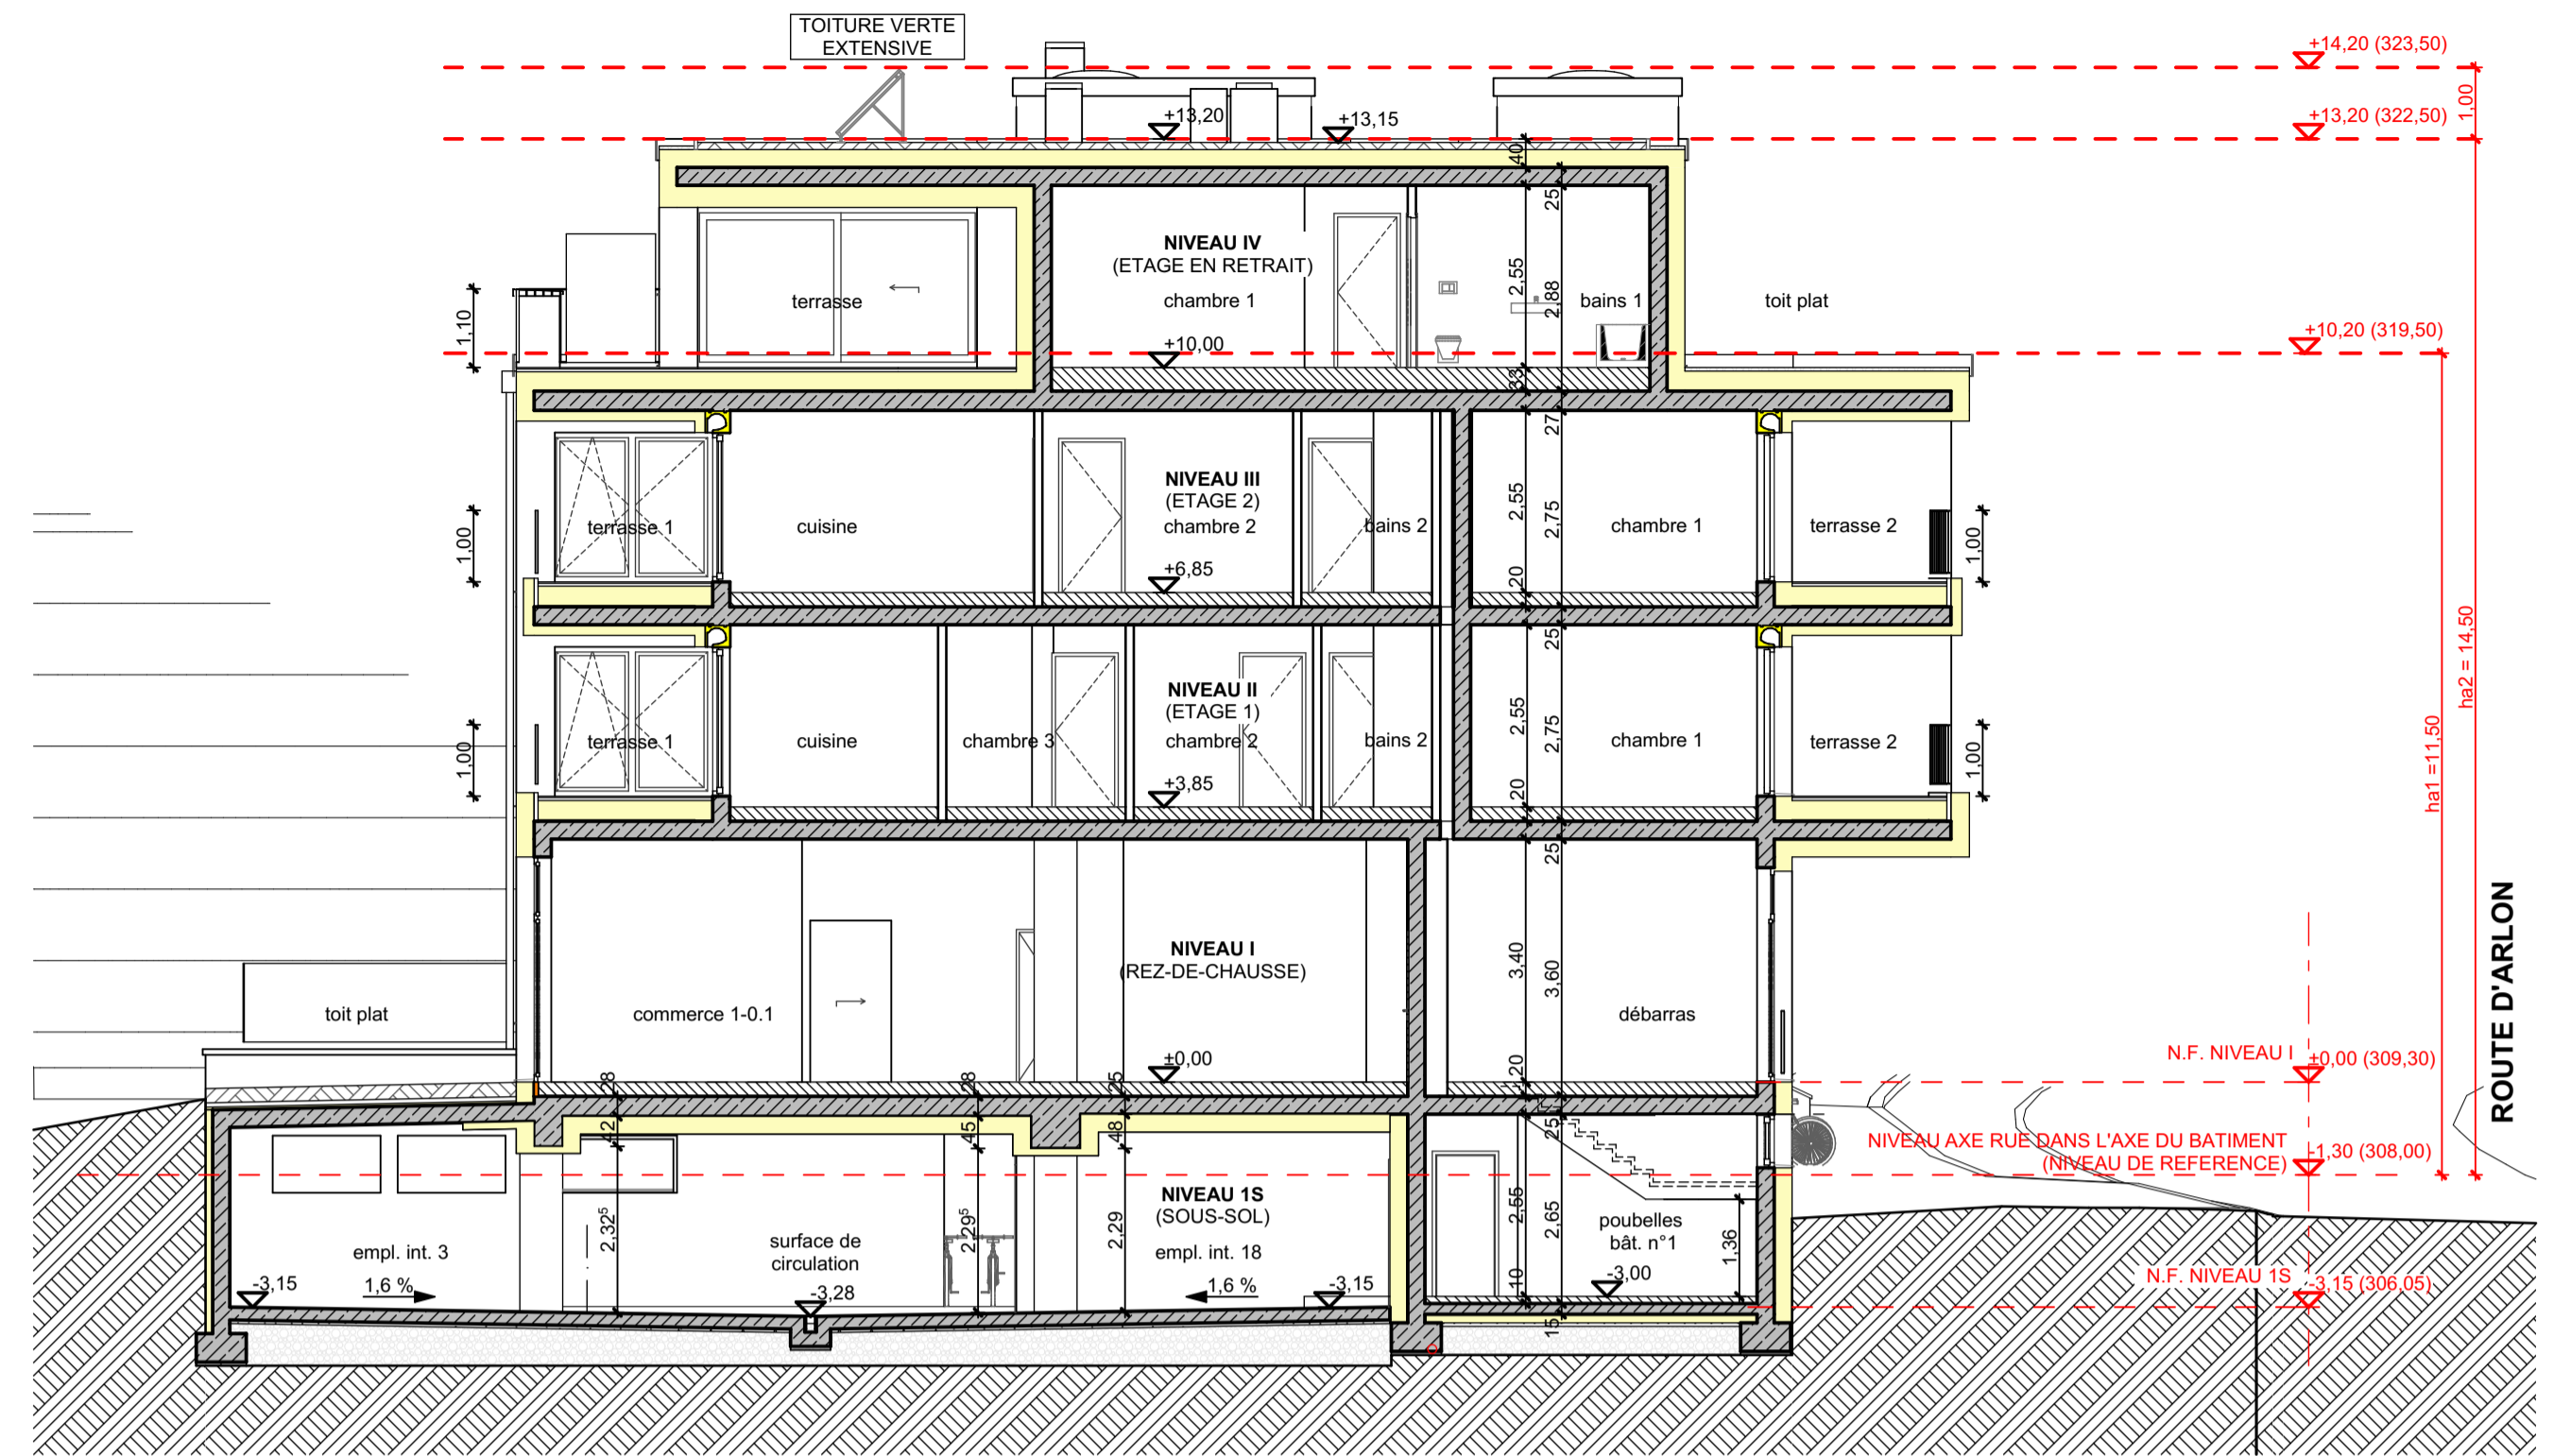 TOITURE VERTE
EXTENSIVE
+14,20 (323,50)
1,00
+13,20 (322,50)
+13,20
+13,15
40
25
NIVEAU IV
(ETAGE EN RETRAIT)
terrasse
chambre 1
2,55
2,88
bains 1
toit plat
1,10
+10,20 (319,50)
+10,00
33
27
NIVEAU III
(ETAGE 2)
terrasse 1
cuisine
chambre 2
bains 2
2,55
2,75
chambre 1
terrasse 2
1,00
1,00
+6,85
20
25
ha2 = 14,50
NIVEAU II
(ETAGE 1)
terrasse 1
cuisine
chambre 3
chambre 2
bains 2
2,55
2,75
chambre 1
terrasse 2
1,00
1,00
ha1 =11,50
+3,85
20
25
NIVEAU I
(REZ-DE-CHAUSSE)
3,40
3,60
ROUTE D'ARLON
toit plat
commerce 1-0.1
débarras
±0,00
20
N.F. NIVEAU I
±0,00 (309,30)
28
28
25
42
45
48
25
NIVEAU AXE RUE DANS L'AXE DU BATIMENT
(NIVEAU DE REFERENCE)
-1,30 (308,00)
NIVEAU 1S
(SOUS-SOL)
2,32⁵
2,29⁵
2,29
2,55
2,65
1,36
poubelles
bât. n°1
empl. int. 3
surface de
circulation
empl. int. 18
-3,15
1,6 %
-3,28
1,6 %
-3,15
-3,00
10
15
N.F. NIVEAU 1S
-3,15 (306,05)